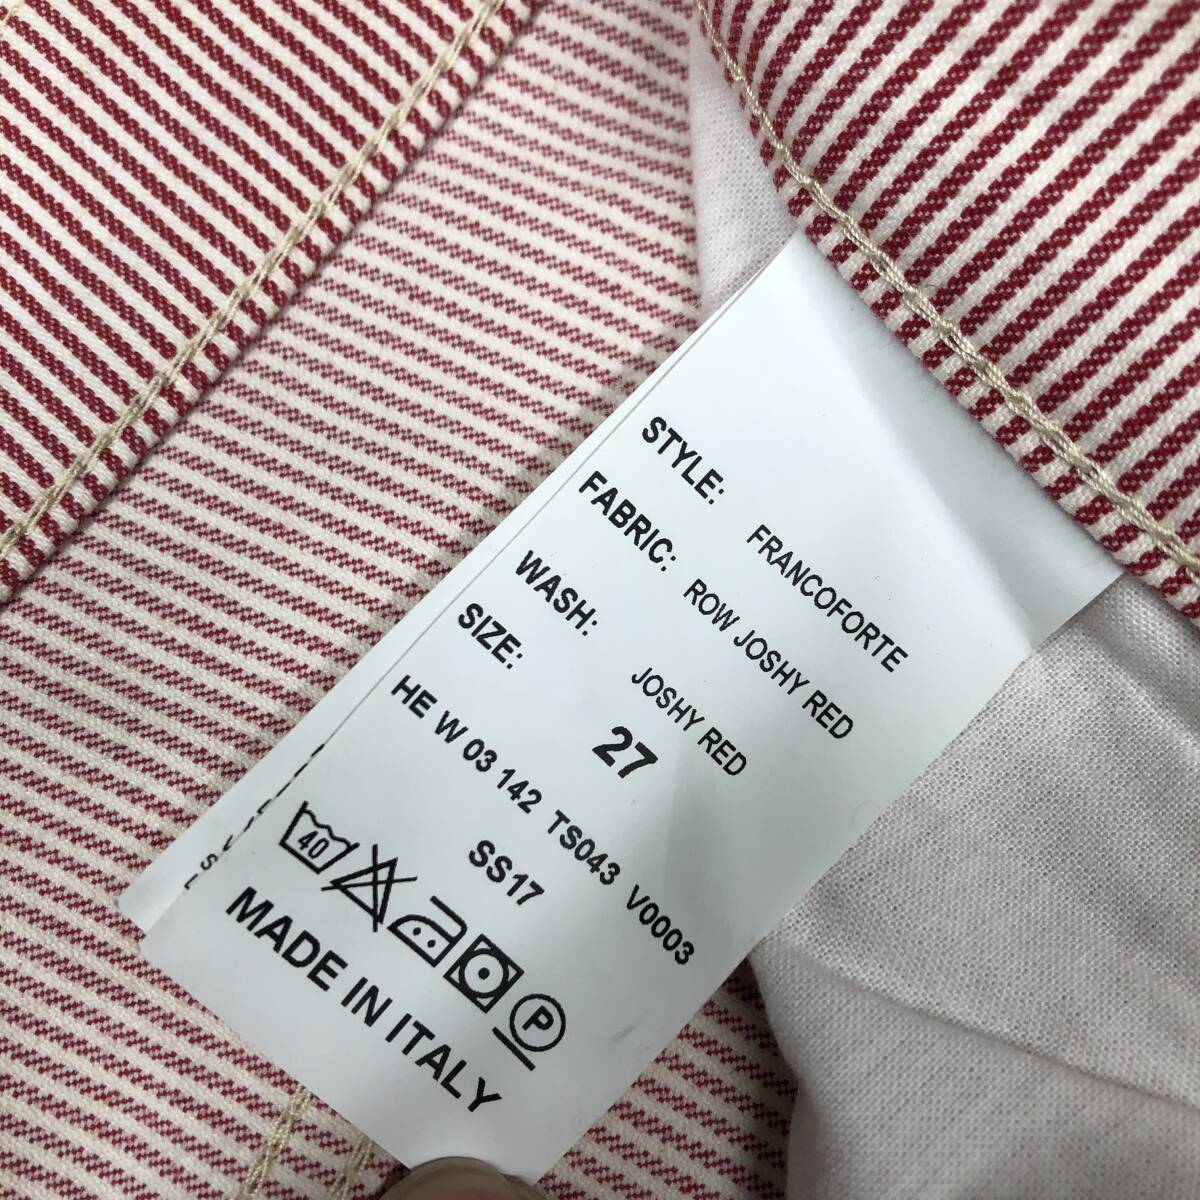 STYLE: FRANCOFORTE
FABRIC: ROW JOSHY RED
WASH: JOSHY RED
SIZE: 27
HE W 03 142 TS043 V0003
SS17
40 P
MADE IN ITALY